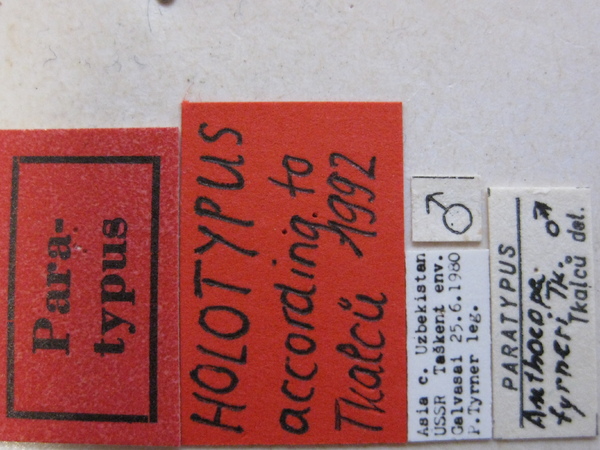 Para-
typus
HOLOTYPUS
according to
Tkalců 1992
♂
Asia c. Uzbekistan
USSR Taškent env.
Galvasai 25.6.1980
P.Tyrner leg.
PARATYPUS
Anthocopa ♂
tyrneri Tk.
Tkalců det.